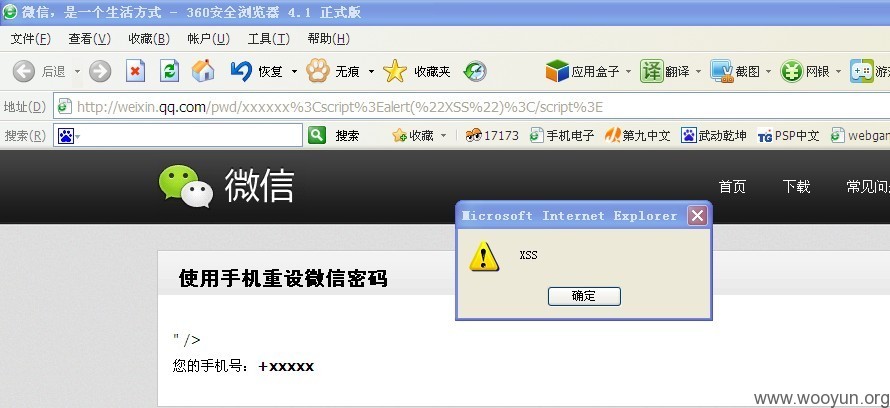 微信，是一个生活方式 - 360安全浏览器 4.1 正式版
文件(F) 查看(V) 收藏(B) 帐户(U) 工具(T) 帮助(H)
后退 恢复 无痕 收藏夹 应用盒子 译 翻译 截图 网银
地址(D) http://weixin.qq.com/pwd/xxxxxx%3Cscript%3Ealert(%22XSS%22)%3C/script%3E
搜索(R) 搜索 收藏 17173 手机电子 第九中文 武动乾坤 TG PSP中文 webgam
微信 首页 下载 常见问
Microsoft Internet Explorer
XSS
确定
使用手机重设微信密码
" />
您的手机号：+xxxxx
www.wooyun.org